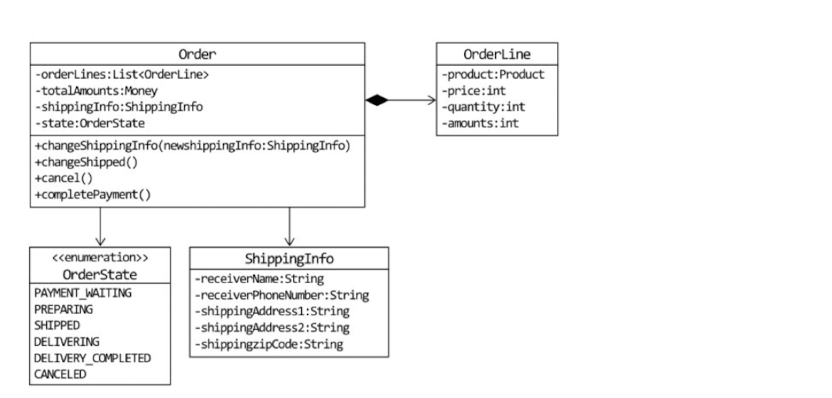 Order
-orderLines:List<OrderLine>
-totalAmounts:Money
-shippingInfo:ShippingInfo
-state:OrderState
+changeShippingInfo(newshippingInfo:ShippingInfo)
+changeShipped()
+cancel()
+completePayment()
OrderLine
-product:Product
-price:int
-quantity:int
-amounts:int
<<enumeration>>
OrderState
PAYMENT_WAITING
PREPARING
SHIPPED
DELIVERING
DELIVERY_COMPLETED
CANCELED
ShippingInfo
-receiverName:String
-receiverPhoneNumber:String
-shippingAddress1:String
-shippingAddress2:String
-shippingzipCode:String